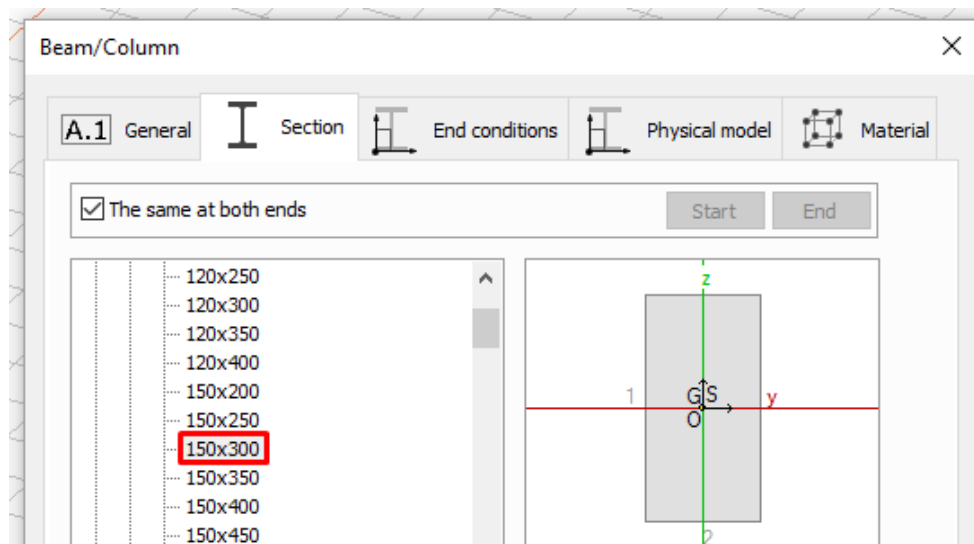 Beam/Column
A.1 General
Section
End conditions
Physical model
Material
The same at both ends
Start
End
120x250
120x300
120x350
120x400
150x200
150x250
150x300
150x350
150x400
150x450
z
1
G S
y
O
2